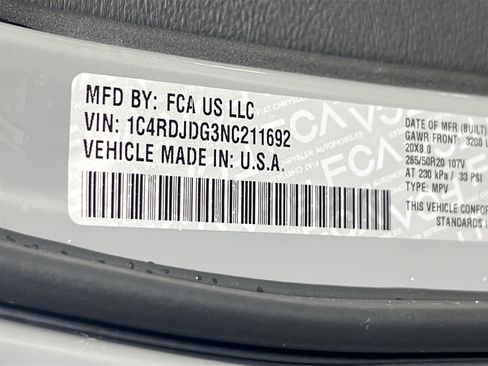 MFD BY: FCA US LLC
VIN: 1C4RDJDG3NC211692
VEHICLE MADE IN: U.S.A.
DATE OF MFR (BUILT)
GAWR FRONT: 3200 L
20X8.0
265/50R20 107V
AT 230 kPa / 33 PSI
TYPE: MPV
THIS VEHICLE CONFOR
STANDARDS I